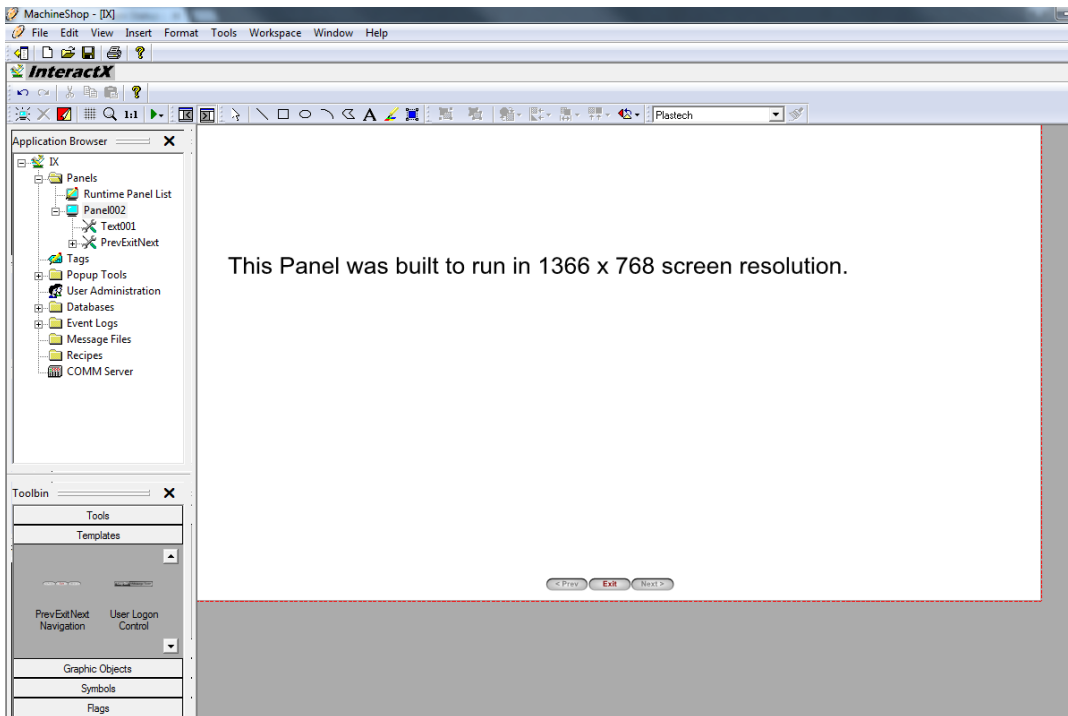 MachineShop - [IX]
File Edit View Insert Format Tools Workspace Window Help
InteractX
1:1 Plastech
Application Browser
IX
Panels
Runtime Panel List
Panel002
Text001
PrevExitNext
Tags
Popup Tools
User Administration
Databases
Event Logs
Message Files
Recipes
COMM Server
This Panel was built to run in 1366 x 768 screen resolution.
< Prev Exit Next >
Toolbin
Tools
Templates
PrevExitNext User Logon
Navigation Control
Graphic Objects
Symbols
Flags